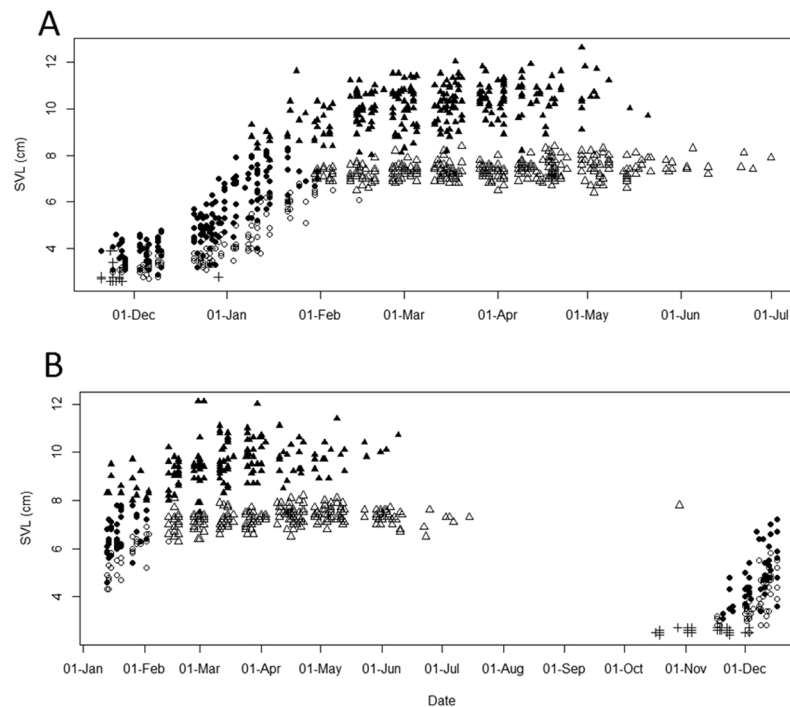 A
12
10
8
6
4
SVL (cm)
01-Dec 01-Jan 01-Feb 01-Mar 01-Apr 01-May 01-Jun 01-Jul
B
12
10
8
6
4
SVL (cm)
01-Jan 01-Feb 01-Mar 01-Apr 01-May 01-Jun 01-Jul 01-Aug 01-Sep 01-Oct 01-Nov 01-Dec
Date